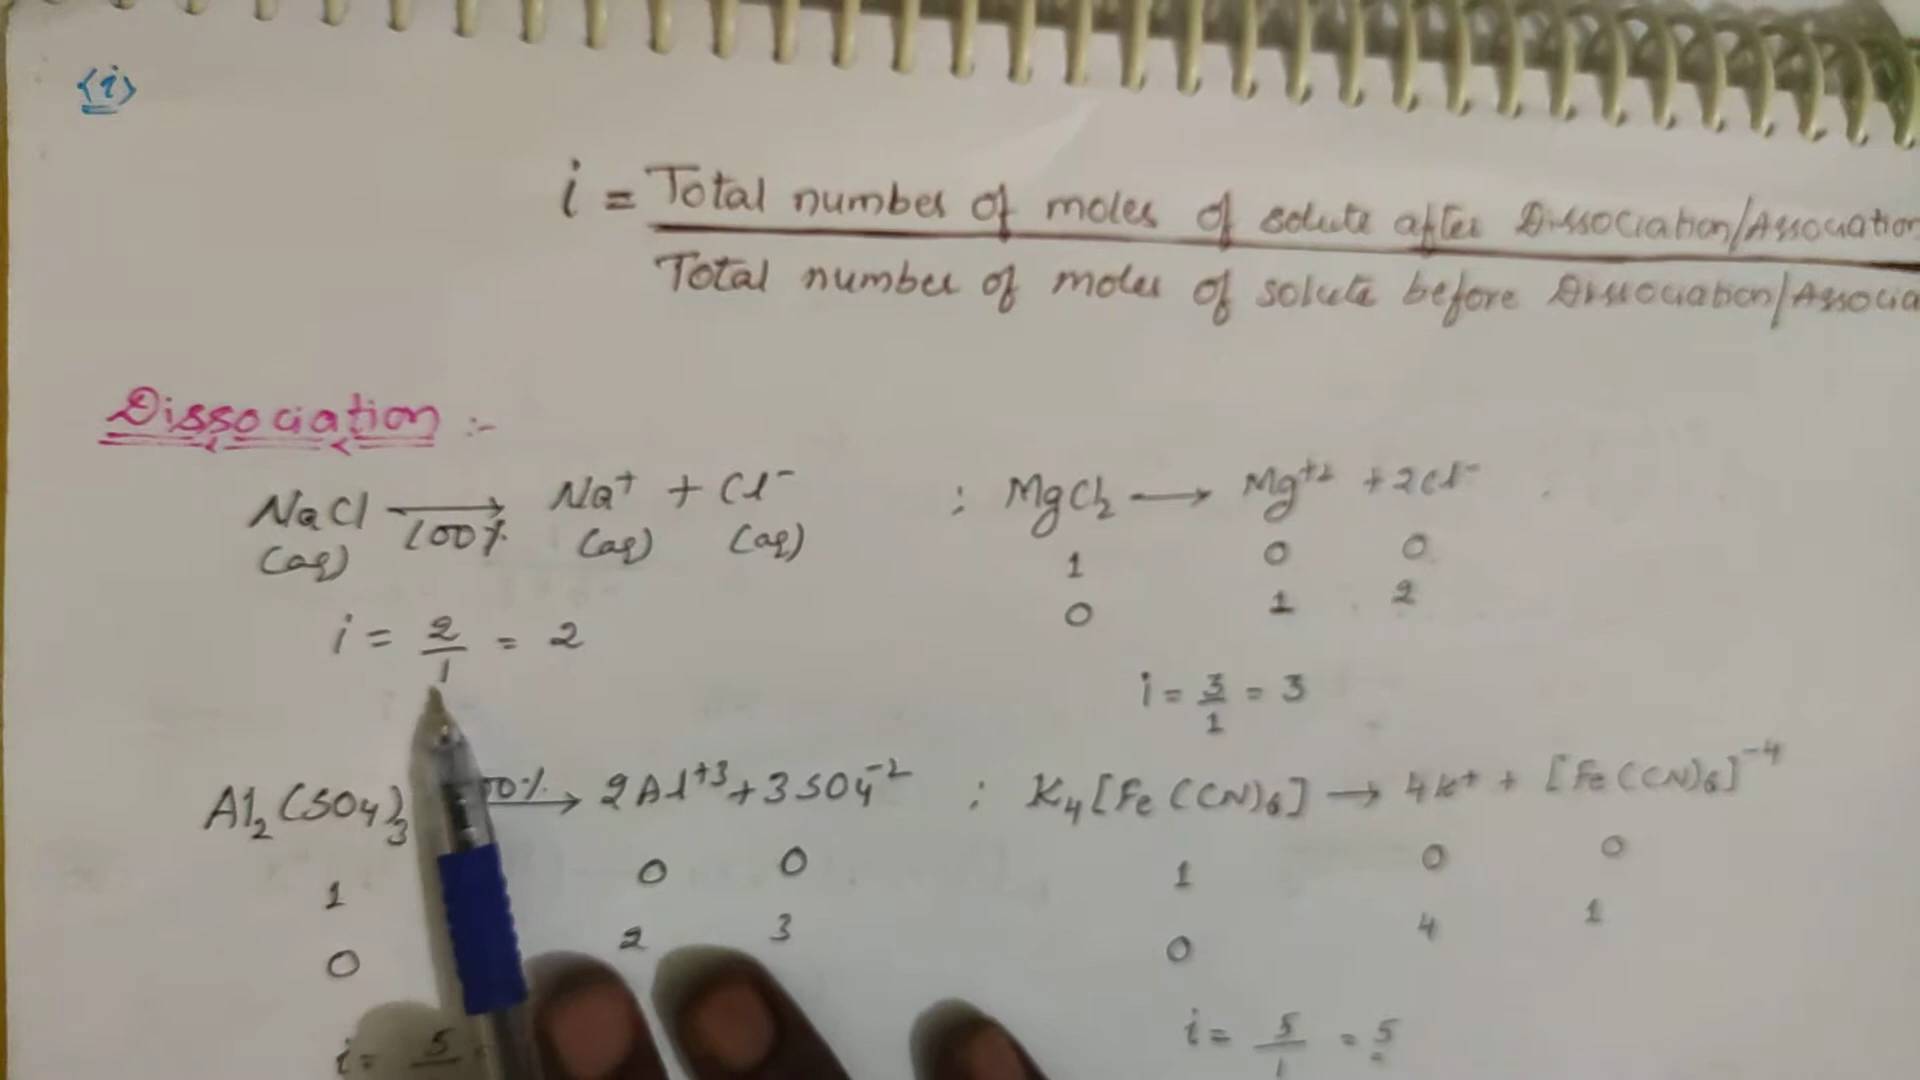 (i)
i = Total number of moles of solute after Dissociation/Association
Total number of moles of solute before Dissociation/Associa
Dissociation :-
NaCl ⟶ Na⁺ + Cl⁻ ; MgCl₂ ⟶ Mg⁺² + 2Cl⁻
(aq) 100% (aq) (aq)
1 0 0
0 1 2
i = 2/1 = 2
i = 3/1 = 3
Al₂(SO₄)₃ 00% ⟶ 2Al⁺³ + 3SO₄⁻² ; K₄[Fe(CN)₆] ⟶ 4K⁺ + [Fe(CN)₆]⁻⁴
1 0 0 1 0 0
0 2 3 0 4 1
i = 5 i = 5/1 = 5